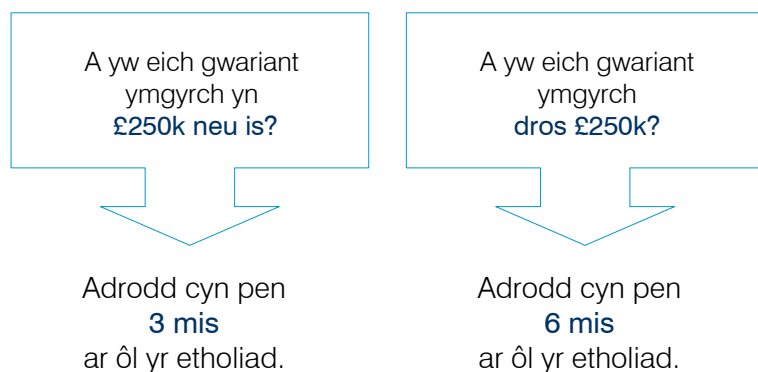 A yw eich gwariant
ymgyrch yn
£250k neu is?
A yw eich gwariant
ymgyrch
dros £250k?
Adrodd cyn pen
3 mis
ar ôl yr etholiad.
Adrodd cyn pen
6 mis
ar ôl yr etholiad.